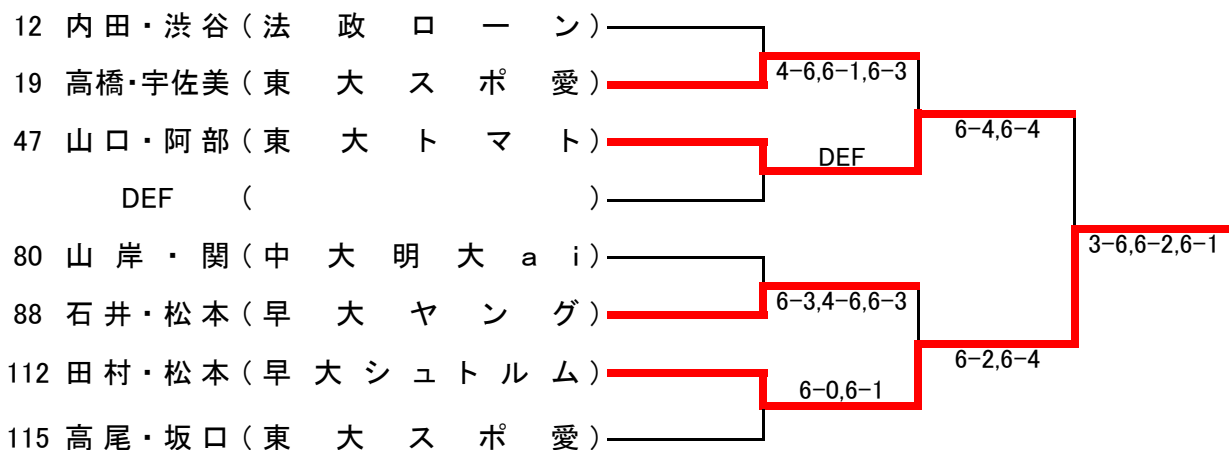 12 内田・渋谷(法政ローン)
4-6,6-1,6-3
19 高橋・宇佐美(東大スポ愛)
6-4,6-4
47 山口・阿部(東大トマト)
DEF
DEF ( )
3-6,6-2,6-1
80 山岸・関(中大明大ai)
6-3,4-6,6-3
88 石井・松本(早大ヤング)
6-2,6-4
112 田村・松本(早大シュトルム)
6-0,6-1
115 高尾・坂口(東大スポ愛)